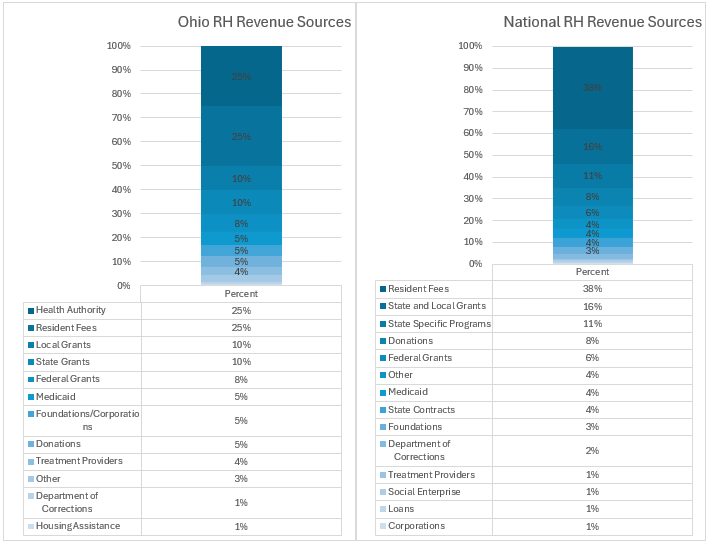 Ohio RH Revenue Sources
100%
90%
80%
70%
60%
50%
40%
30%
20%
10%
0%
25%
25%
10%
10%
8%
5%
5%
5%
4%
Percent
Health Authority 25%
Resident Fees 25%
Local Grants 10%
State Grants 10%
Federal Grants 8%
Medicaid 5%
Foundations/Corporatio
ns 5%
Donations 5%
Treatment Providers 4%
Other 3%
Department of
Corrections 1%
Housing Assistance 1%
National RH Revenue Sources
100%
90%
80%
70%
60%
50%
40%
30%
20%
10%
0%
38%
16%
11%
8%
6%
4%
4%
4%
3%
Percent
Resident Fees 38%
State and Local Grants 16%
State Specific Programs 11%
Donations 8%
Federal Grants 6%
Other 4%
Medicaid 4%
State Contracts 4%
Foundations 3%
Department of
Corrections 2%
Treatment Providers 1%
Social Enterprise 1%
Loans 1%
Corporations 1%